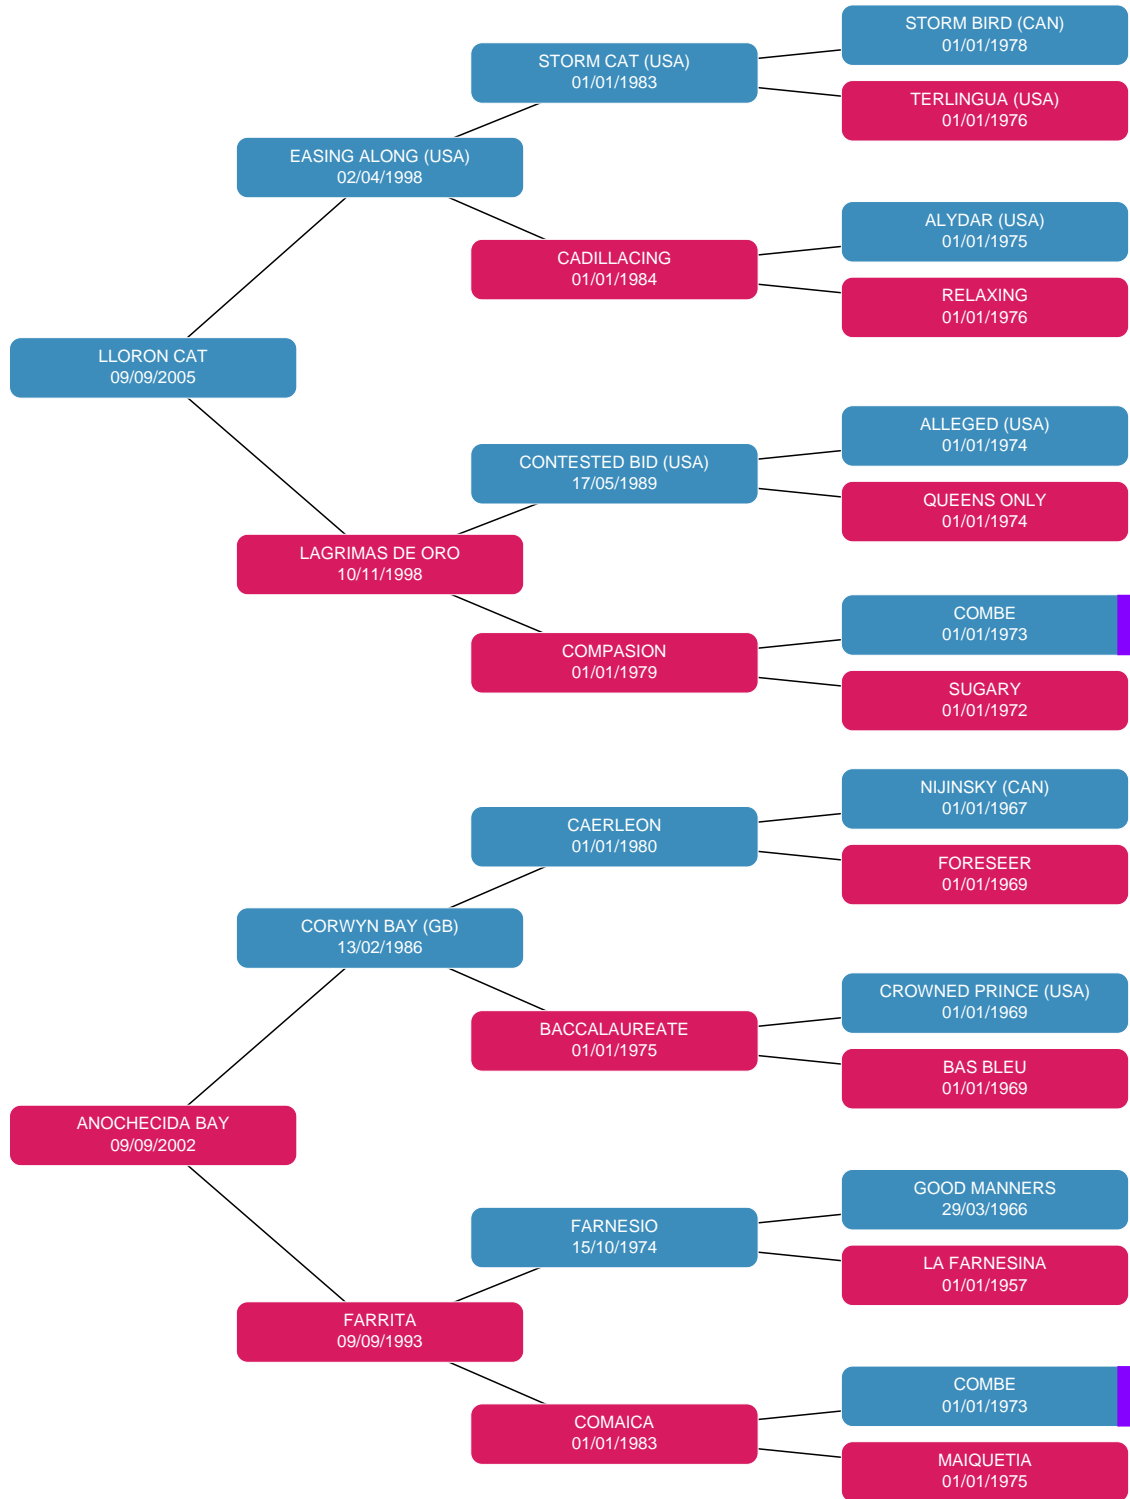 STORM BIRD (CAN)
01/01/1978
STORM CAT (USA)
01/01/1983
TERLINGUA (USA)
01/01/1976
EASING ALONG (USA)
02/04/1998
ALYDAR (USA)
01/01/1975
CADILLACING
01/01/1984
RELAXING
01/01/1976
LLORON CAT
09/09/2005
ALLEGED (USA)
01/01/1974
CONTESTED BID (USA)
17/05/1989
QUEENS ONLY
01/01/1974
LAGRIMAS DE ORO
10/11/1998
COMBE
01/01/1973
COMPASION
01/01/1979
SUGARY
01/01/1972
NIJINSKY (CAN)
01/01/1967
CAERLEON
01/01/1980
FORESEER
01/01/1969
CORWYN BAY (GB)
13/02/1986
CROWNED PRINCE (USA)
01/01/1969
BACCALAUREATE
01/01/1975
BAS BLEU
01/01/1969
ANOCHECIDA BAY
09/09/2002
GOOD MANNERS
29/03/1966
FARNESIO
15/10/1974
LA FARNESINA
01/01/1957
FARRITA
09/09/1993
COMBE
01/01/1973
COMAICA
01/01/1983
MAIQUETIA
01/01/1975